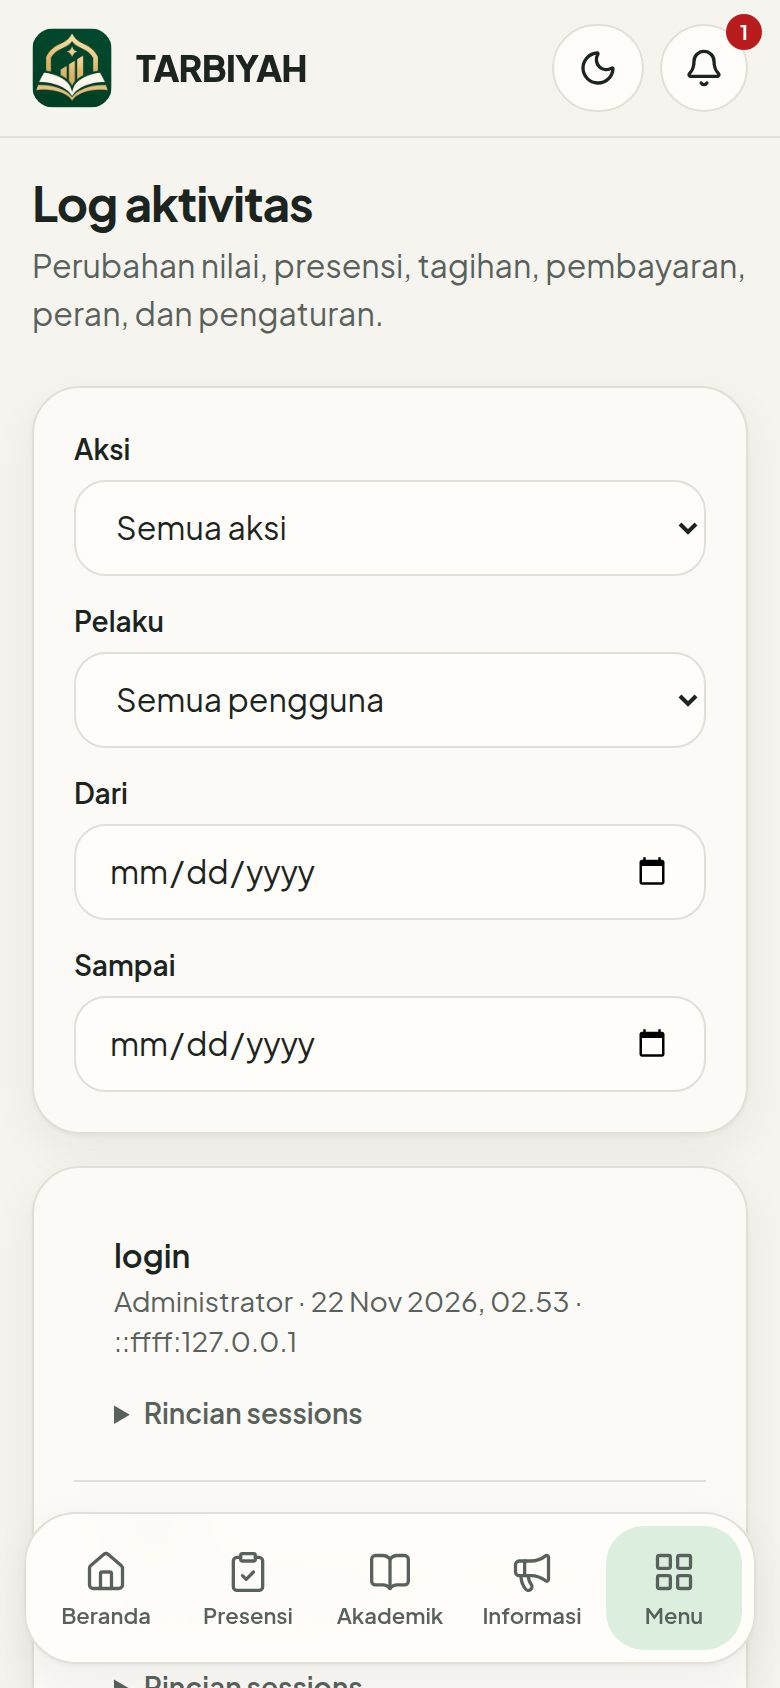 TARBIYAH
1
Log aktivitas
Perubahan nilai, presensi, tagihan, pembayaran,
peran, dan pengaturan.
Aksi
Semua aksi
Pelaku
Semua pengguna
Dari
mm/dd/yyyy
Sampai
mm/dd/yyyy
login
Administrator · 22 Nov 2026, 02.53 ·
::ffff:127.0.0.1
Rincian sessions
Beranda
Presensi
Akademik
Informasi
Menu
Rincian sessions